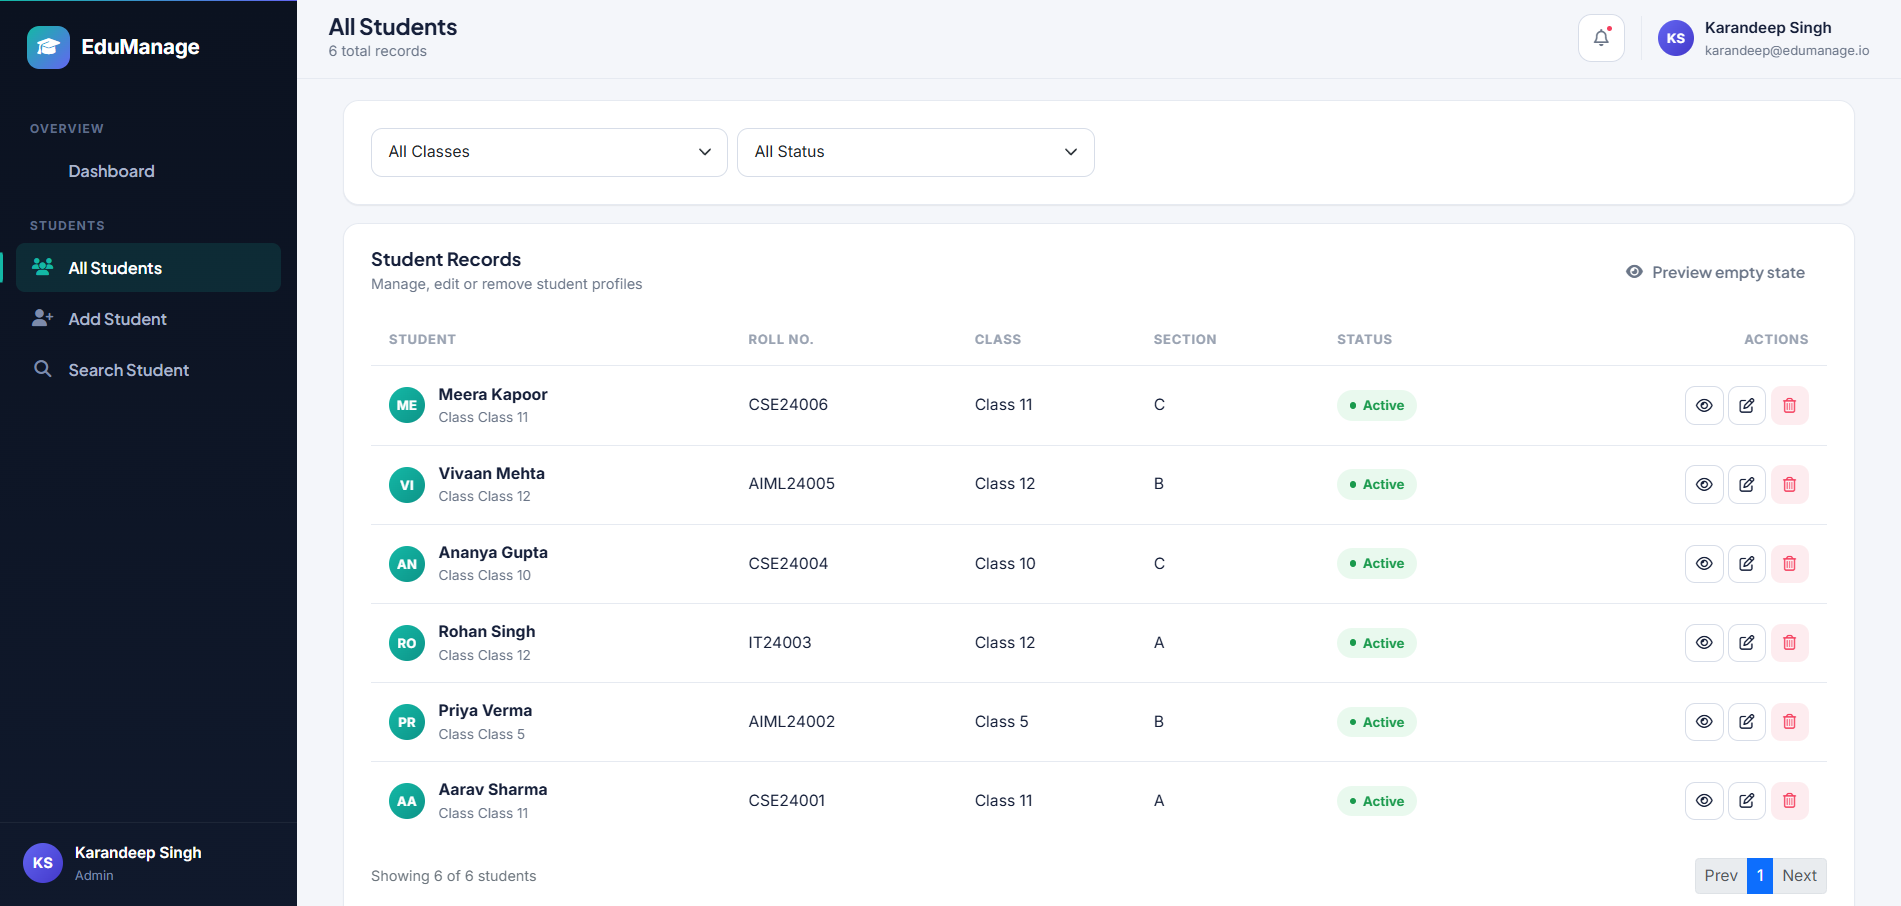 EduManage
OVERVIEW
Dashboard
STUDENTS
All Students
Add Student
Search Student
KS Karandeep Singh
Admin
All Students
6 total records
KS Karandeep Singh
karandeep@edumanage.io
All Classes All Status
Student Records
Manage, edit or remove student profiles
Preview empty state
STUDENT ROLL NO. CLASS SECTION STATUS ACTIONS
ME Meera Kapoor CSE24006 Class 11 C Active
Class Class 11
VI Vivaan Mehta AIML24005 Class 12 B Active
Class Class 12
AN Ananya Gupta CSE24004 Class 10 C Active
Class Class 10
RO Rohan Singh IT24003 Class 12 A Active
Class Class 12
PR Priya Verma AIML24002 Class 5 B Active
Class Class 5
AA Aarav Sharma CSE24001 Class 11 A Active
Class Class 11
Showing 6 of 6 students Prev 1 Next